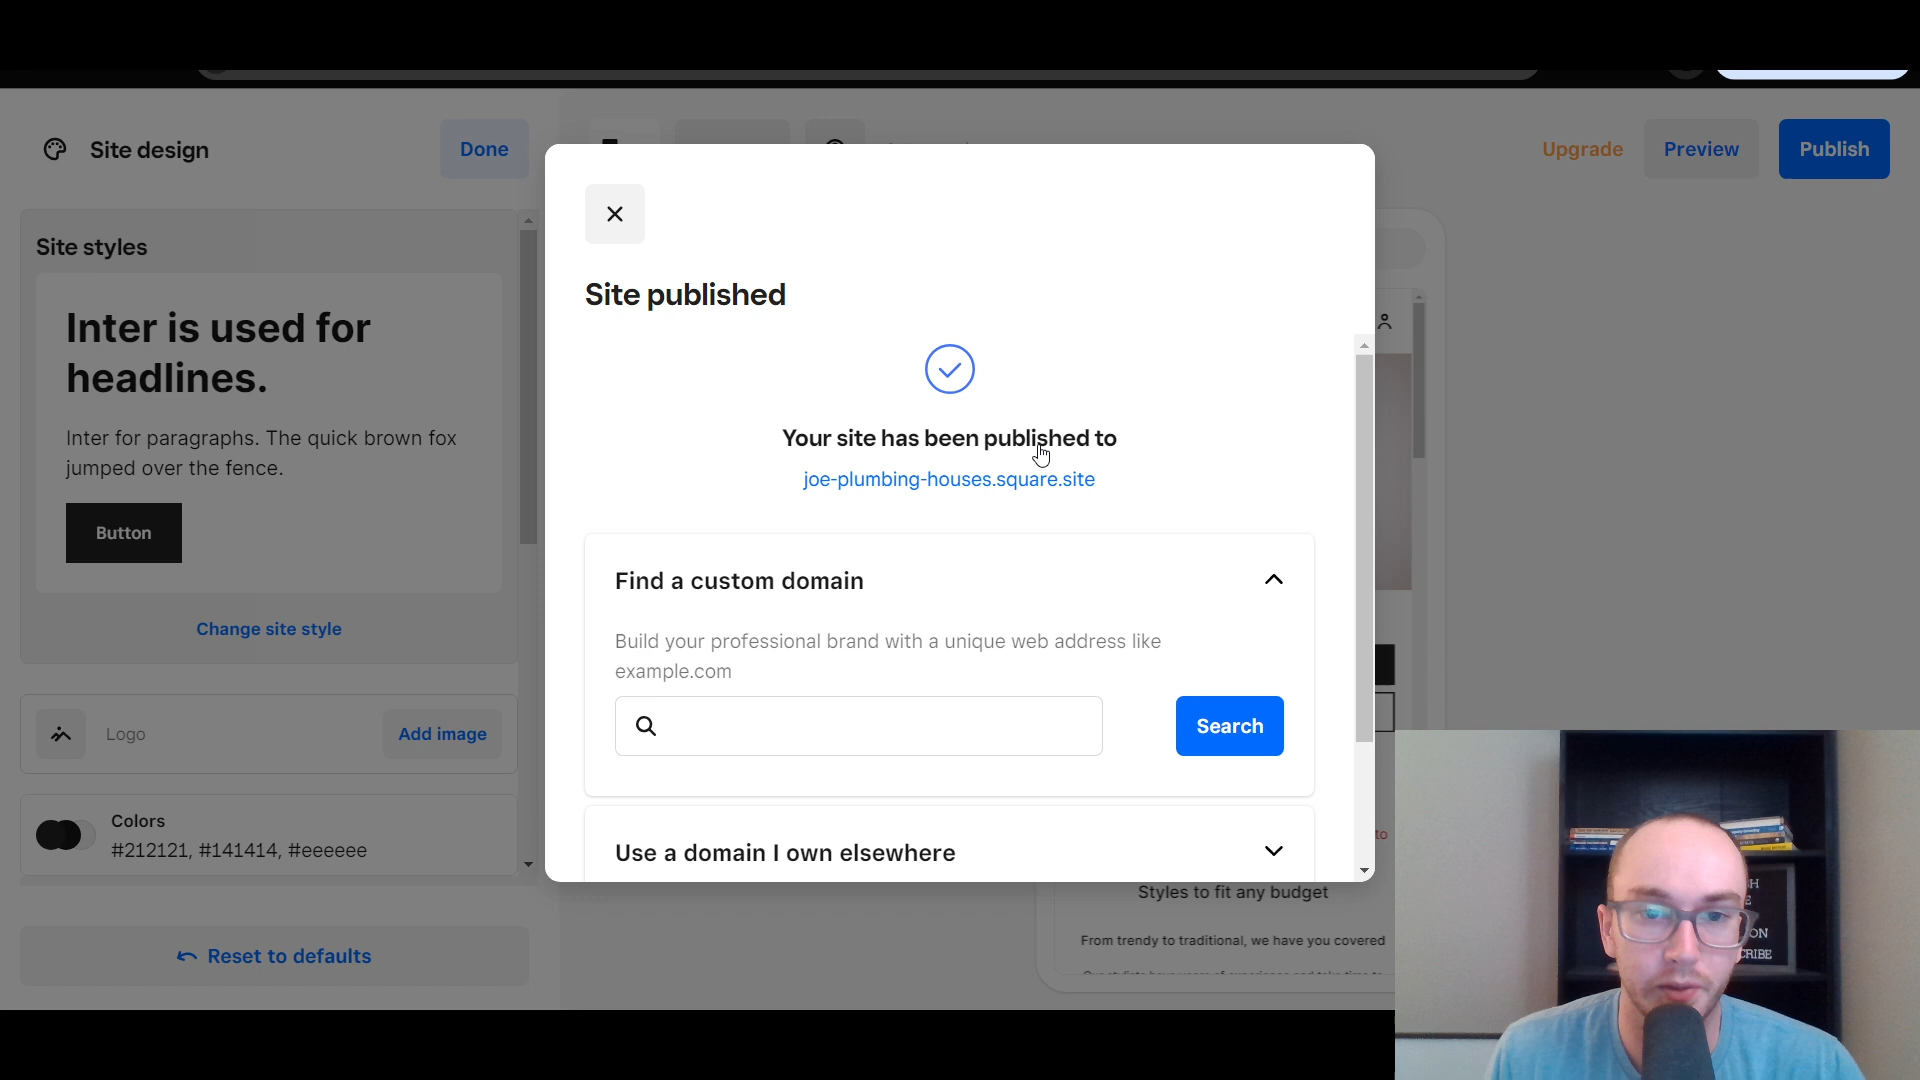 Site design
Done
Upgrade
Preview
Publish
Site styles
Inter is used for
headlines.
Inter for paragraphs. The quick brown fox
jumped over the fence.
Button
Change site style
Logo
Add image
Colors
#212121, #141414, #eeeeee
Reset to defaults
Site published
Your site has been published to
joe-plumbing-houses.square.site
Find a custom domain
Build your professional brand with a unique web address like
example.com
Search
Use a domain I own elsewhere
to
Styles to fit any budget
From trendy to traditional, we have you covered
ON